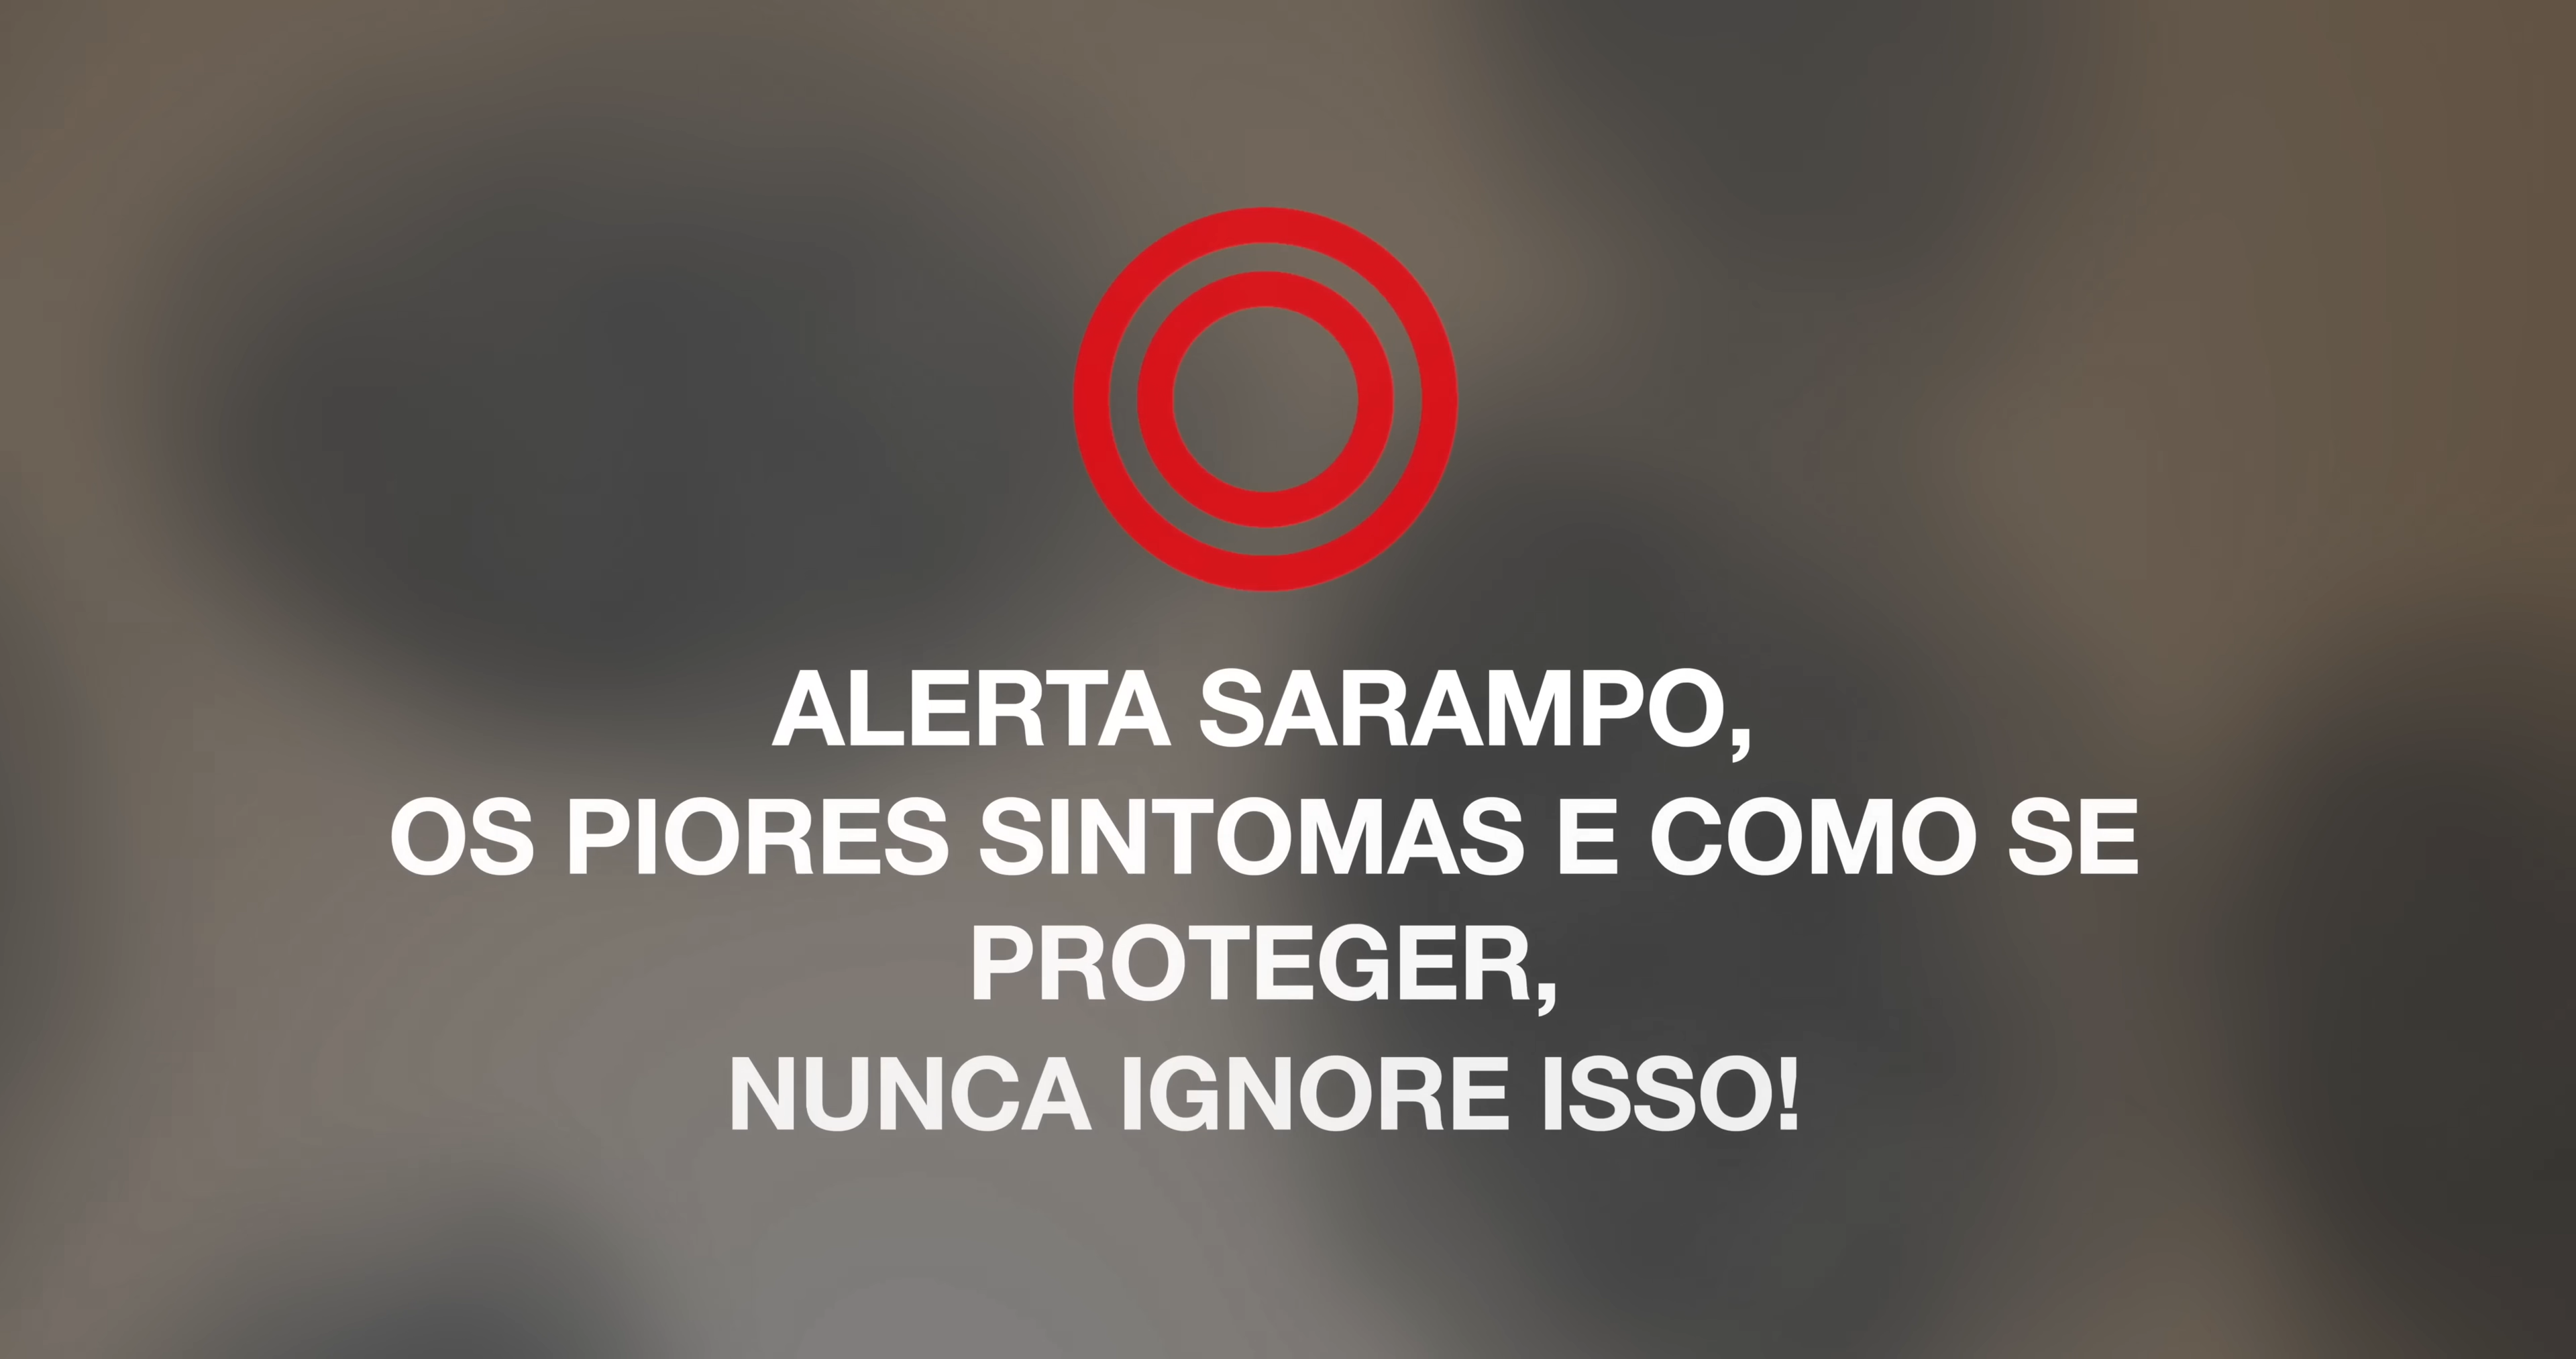 ALERTA SARAMPO,
OS PIORES SINTOMAS E COMO SE
PROTEGER,
NUNCA IGNORE ISSO!